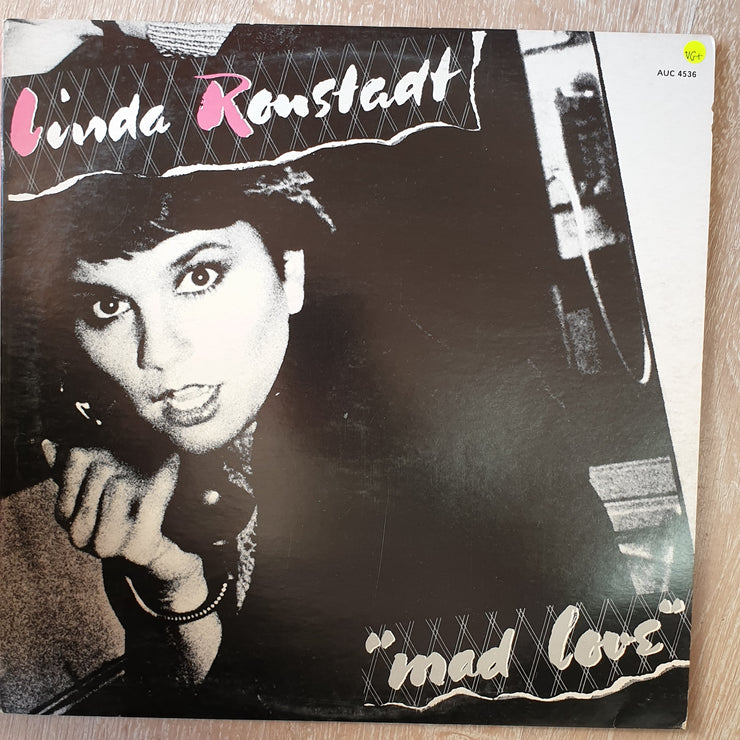 VG+
AUC 4536
Linda Ronstadt
"mad love"